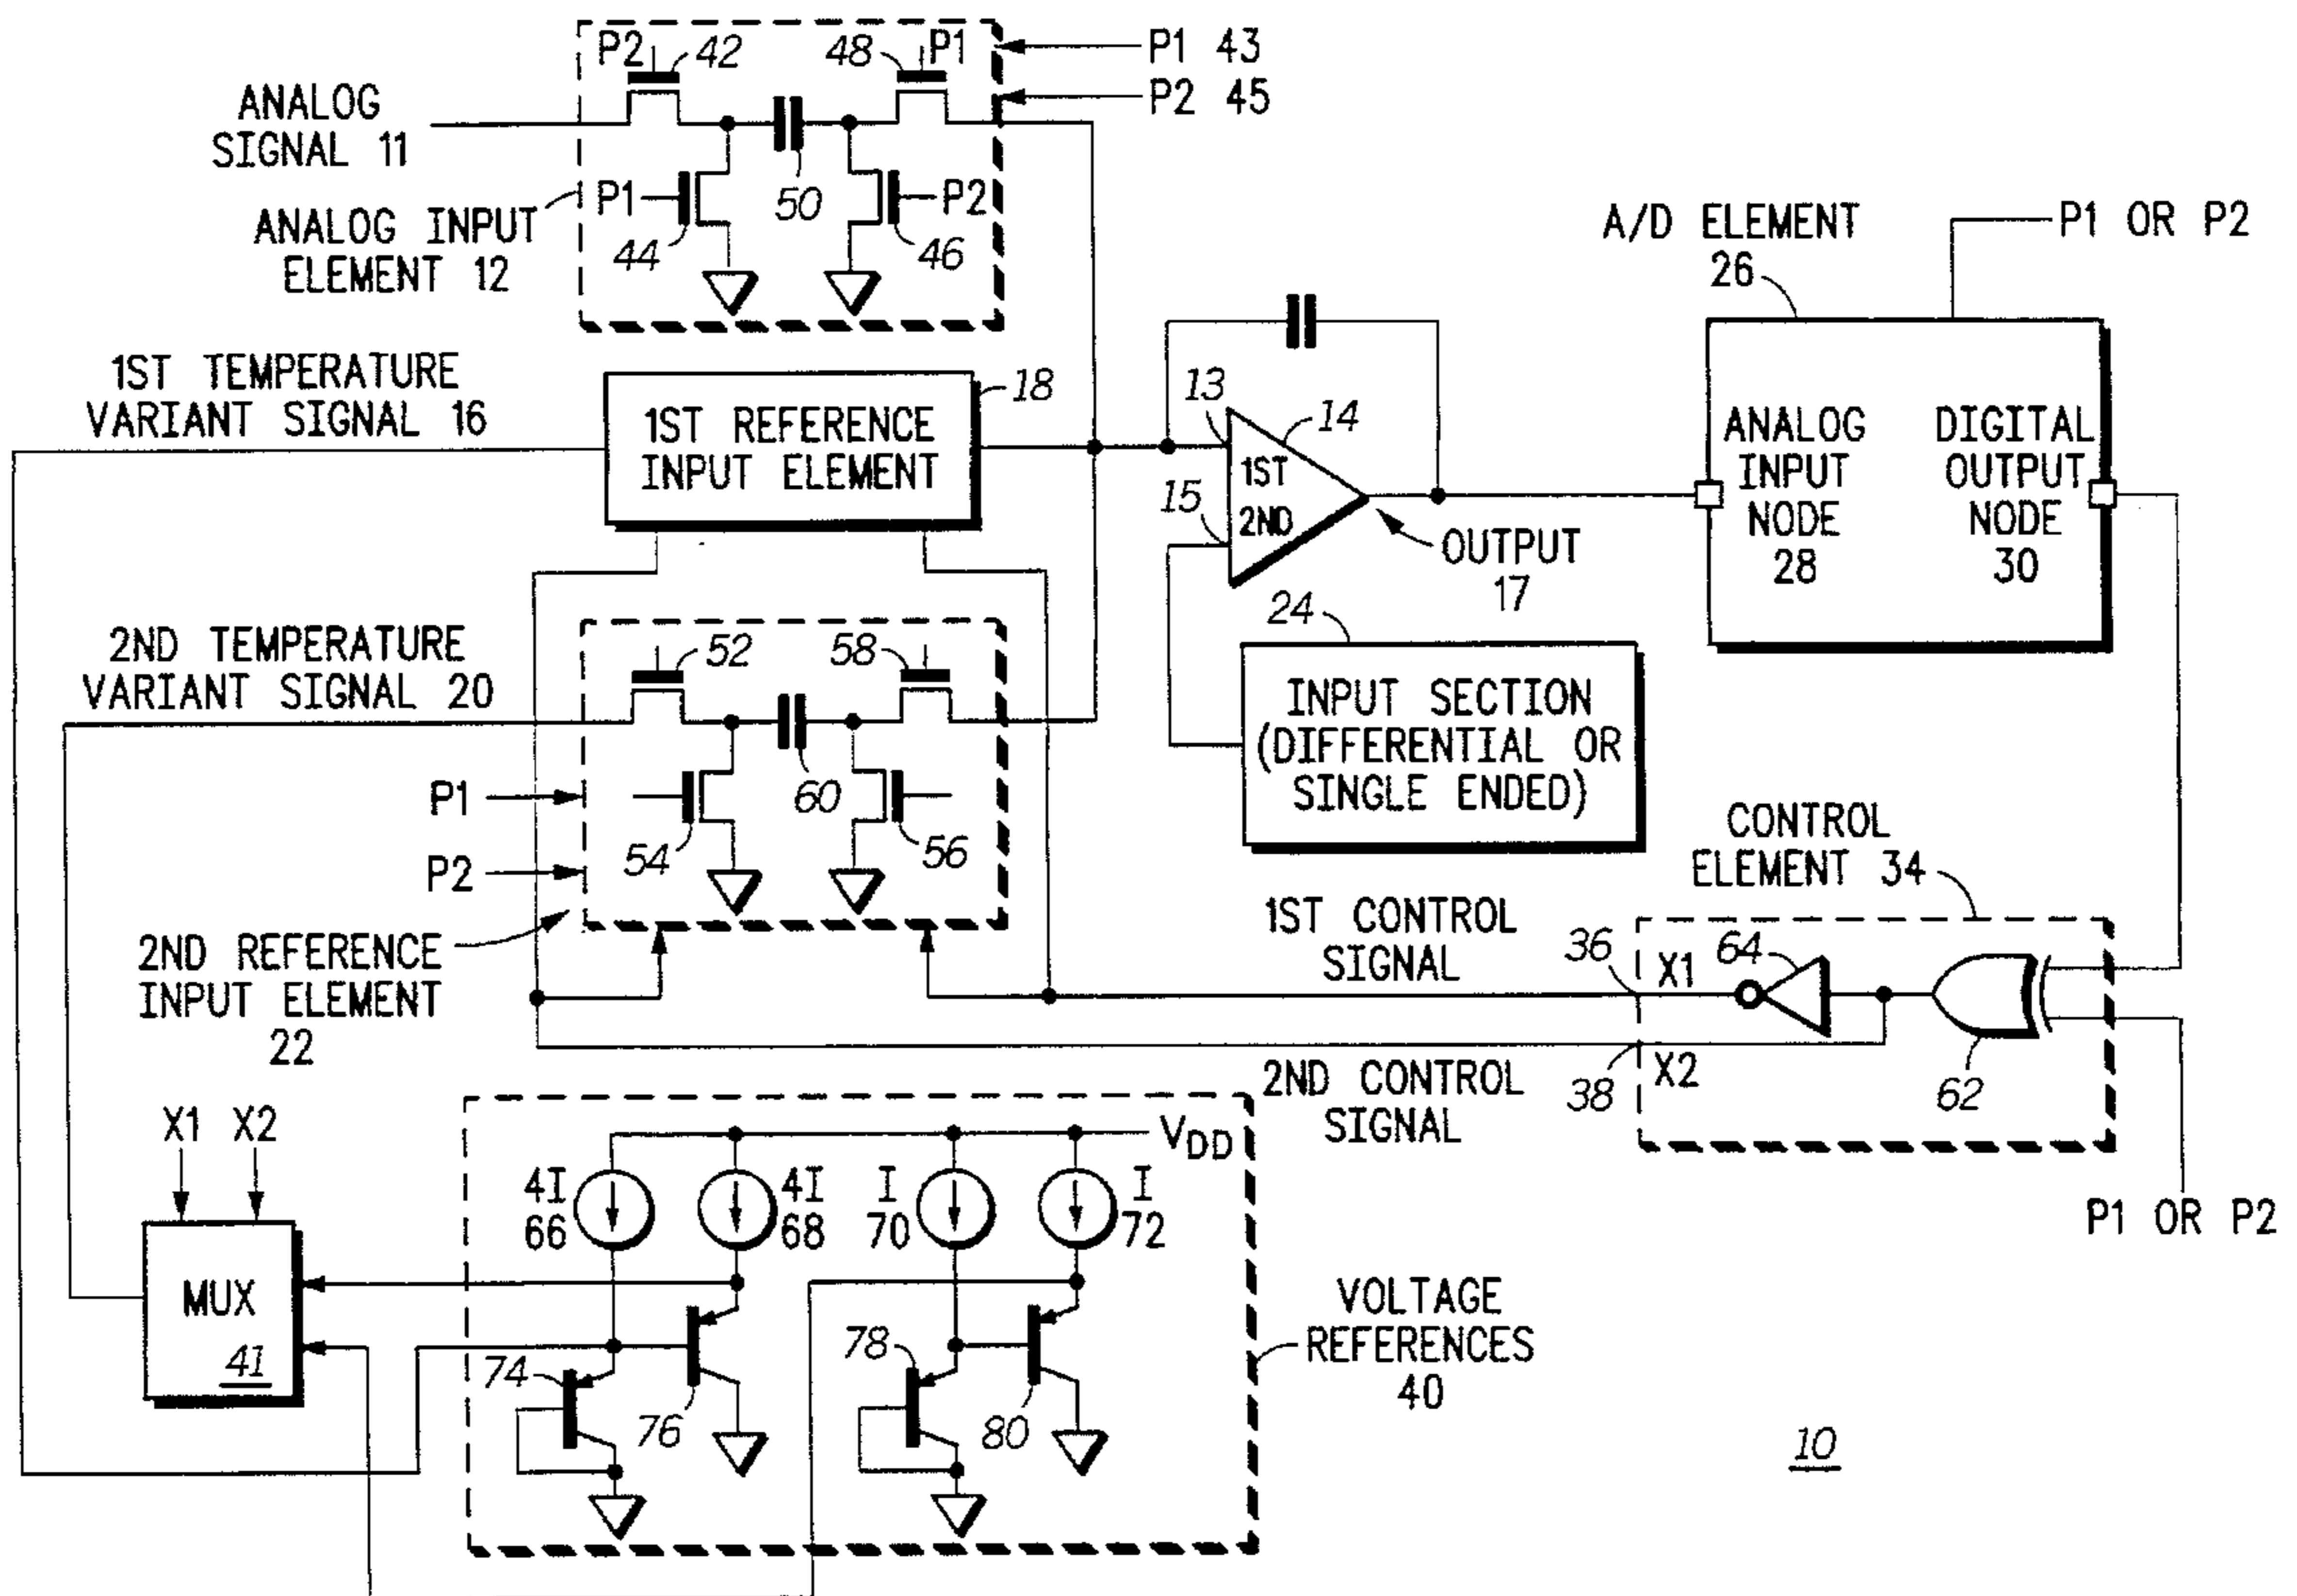 P2
42
48
P1
P1 43
P2 45
ANALOG
SIGNAL 11
P1
44
50
P2
46
ANALOG INPUT
ELEMENT 12
A/D ELEMENT
26
P1 OR P2
1ST TEMPERATURE
VARIANT SIGNAL 16
1ST REFERENCE
INPUT ELEMENT
18
13
14
1ST
15
2ND
OUTPUT
17
ANALOG
INPUT
NODE
28
DIGITAL
OUTPUT
NODE
30
24
INPUT SECTION
(DIFFERENTIAL OR
SINGLE ENDED)
2ND TEMPERATURE
VARIANT SIGNAL 20
52
58
P1
P2
54
60
56
2ND REFERENCE
INPUT ELEMENT
22
CONTROL
ELEMENT 34
1ST CONTROL
SIGNAL
36
X1
64
62
38
X2
2ND CONTROL
SIGNAL
P1 OR P2
X1
X2
MUX
41
VDD
4I
66
4I
68
I
70
I
72
74
76
78
80
VOLTAGE
REFERENCES
40
10